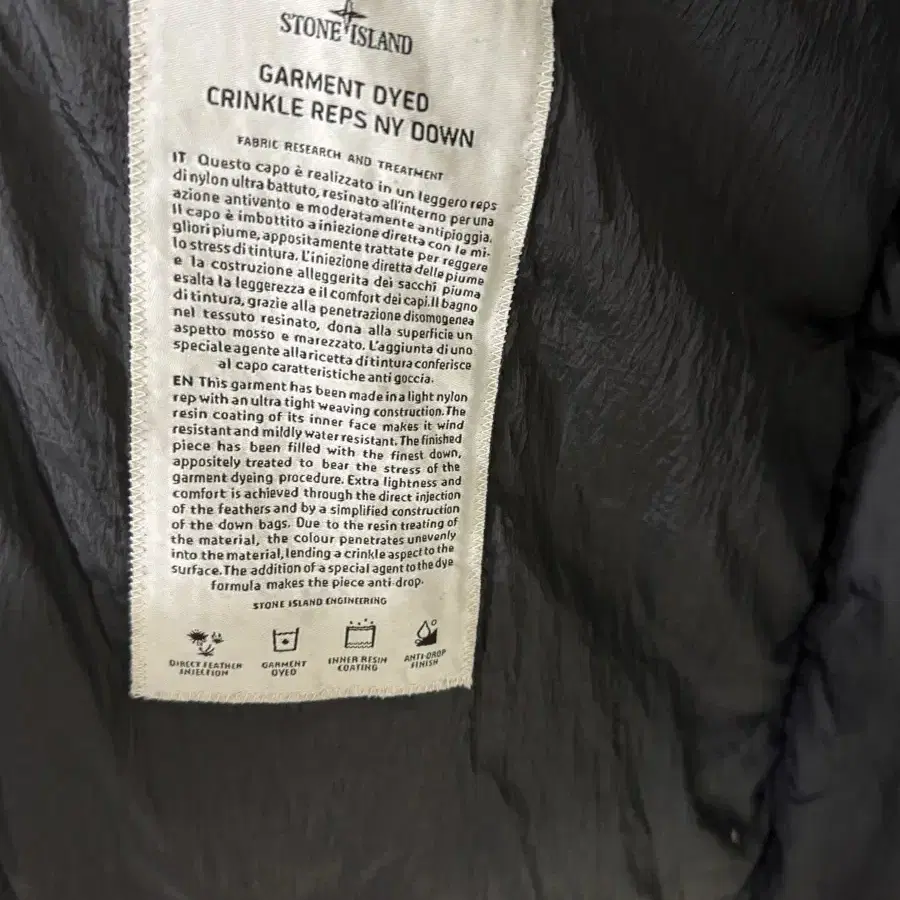 STONE ISLAND
GARMENT DYED
CRINKLE REPS NY DOWN
FABRIC RESEARCH AND TREATMENT
IT Questo capo è realizzato in un leggero reps
di nylon ultra battuto, resinato all'interno per una
azione antivento e moderatamente antipioggia.
Il capo è imbottito a iniezione diretta con le mi-
gliori piume, appositamente trattate per reggere
lo stress di tintura. L'iniezione diretta delle piume
e la costruzione alleggerita dei sacchi piuma
esalta la leggerezza e il comfort dei capi. Il bagno
di tintura, grazie alla penetrazione disomogenea
nel tessuto resinato, dona alla superficie un
aspetto mosso e marezzato. L'aggiunta di uno
speciale agente alla ricetta di tintura conferisce
al capo caratteristiche anti goccia.
EN This garment has been made in a light nylon
rep with an ultra tight weaving construction. The
resin coating of its inner face makes it wind
resistant and mildly water resistant. The finished
piece has been filled with the finest down,
appositely treated to bear the stress of the
garment dyeing procedure. Extra lightness and
comfort is achieved through the direct injection
of the feathers and by a simplified construction
of the down bags. Due to the resin treating of
the material, the colour penetrates unevenly
into the material, lending a crinkle aspect to the
surface. The addition of a special agent to the dye
formula makes the piece anti-drop.
STONE ISLAND ENGINEERING
DIRECT FEATHER
INJECTION
GARMENT
DYED
INNER RESIN
COATING
ANTI-DROP
FINISH